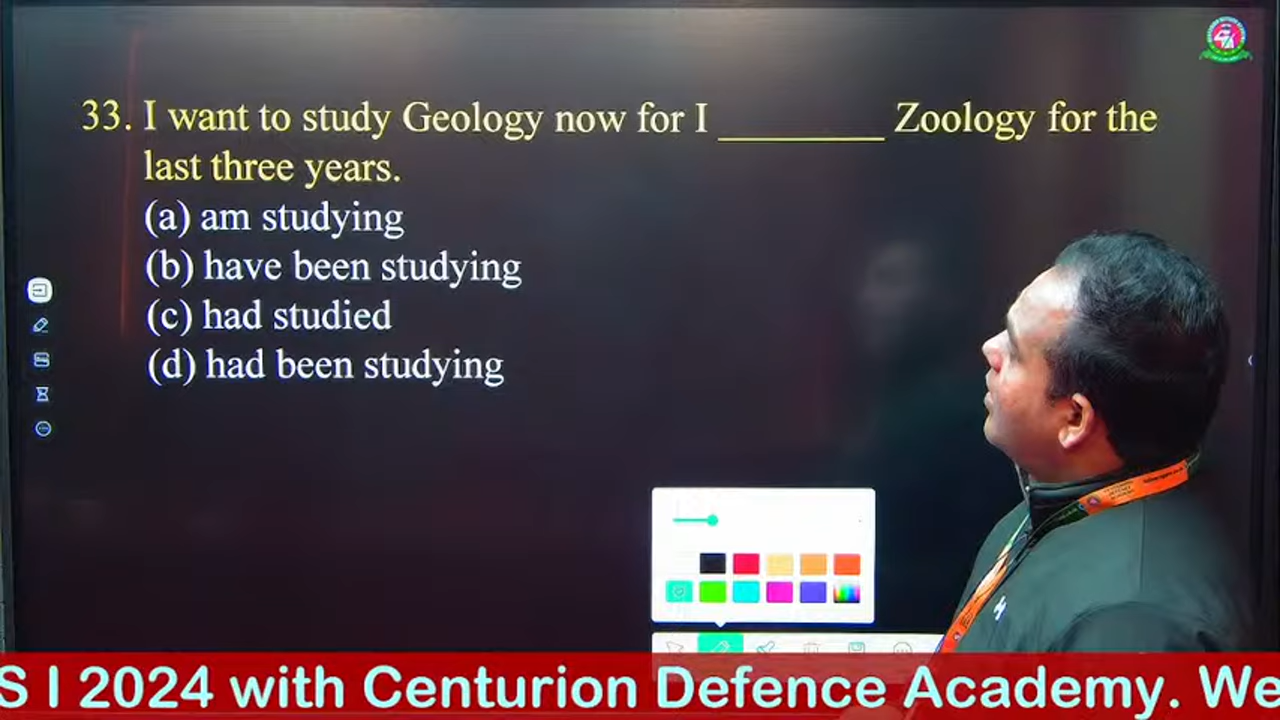 33. I want to study Geology now for I ________ Zoology for the
last three years.
(a) am studying
(b) have been studying
(c) had studied
(d) had been studying
S I 2024 with Centurion Defence Academy. We